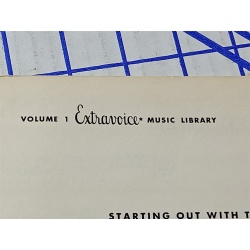 VOLUME 1 Extravoice* MUSIC LIBRARY
STARTING OUT WITH T